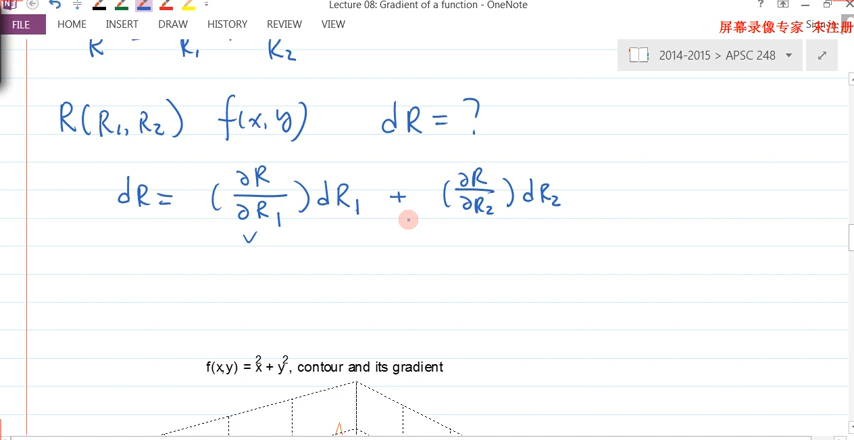 Lecture 08: Gradient of a function - OneNote
屏幕录像专家 未注册
FILE HOME INSERT DRAW HISTORY REVIEW VIEW
2014-2015 > APSC 248
R R₁ R₂
R(R₁, R₂) f(x, y) dR = ?
dR = (∂R/∂R₁) dR₁ + (∂R/∂R₂) dR₂
f(x,y) = x² + y², contour and its gradient